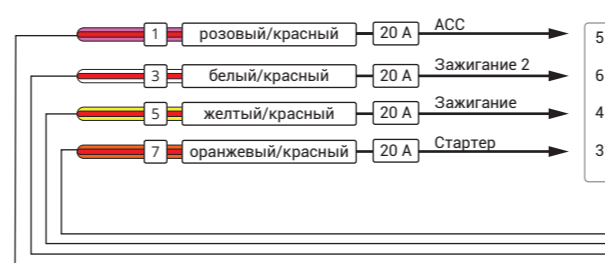 1 розовый/красный 20 А ACC 5
3 белый/красный 20 А Зажигание 2 6
5 желтый/красный 20 А Зажигание 4
7 оранжевый/красный 20 А Стартер 3